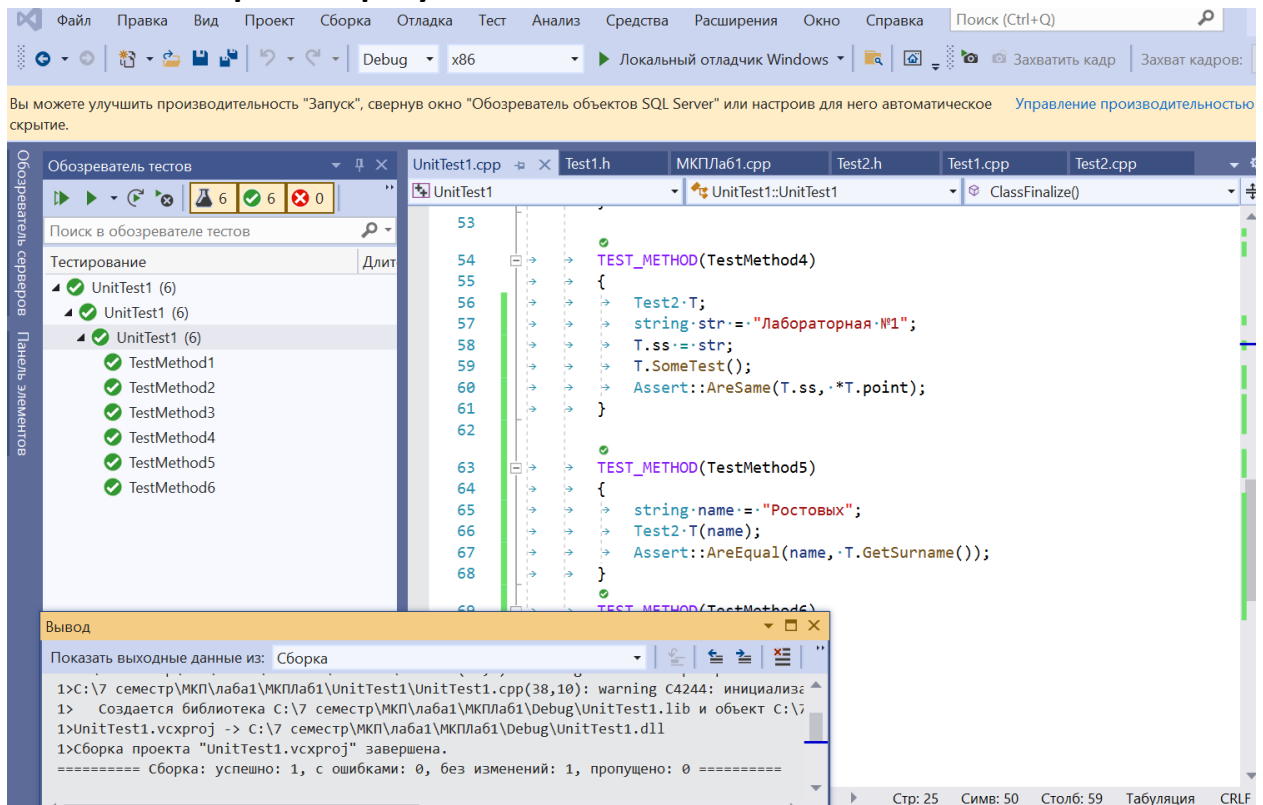 Файл Правка Вид Проект Сборка Отладка Тест Анализ Средства Расширения Окно Справка Поиск (Ctrl+Q)
Debug x86 Локальный отладчик Windows Захватить кадр Захват кадров:
Вы можете улучшить производительность "Запуск", свернув окно "Обозреватель объектов SQL Server" или настроив для него автоматическое Управление производительностью
скрытие.
Обозреватель серверов
Панель элементов
Обозреватель тестов
6 6 0
Поиск в обозревателе тестов
Тестирование Длит
UnitTest1 (6)
UnitTest1 (6)
UnitTest1 (6)
TestMethod1
TestMethod2
TestMethod3
TestMethod4
TestMethod5
TestMethod6
UnitTest1.cpp Test1.h МКПЛаб1.cpp Test2.h Test1.cpp Test2.cpp
UnitTest1 UnitTest1::UnitTest1 ClassFinalize()
53
54 TEST_METHOD(TestMethod4)
55 {
56 Test2·T;
57 string·str·=·"Лабораторная·№1";
58 T.ss·=·str;
59 T.SomeTest();
60 Assert::AreSame(T.ss,·*T.point);
61 }
62
63 TEST_METHOD(TestMethod5)
64 {
65 string·name·=·"Ростовых";
66 Test2·T(name);
67 Assert::AreEqual(name,·T.GetSurname());
68 }
69 TEST_METHOD(TestMethod6)
Вывод
Показать выходные данные из: Сборка
1>C:\7 семестр\МКП\лаба1\МКПЛаб1\UnitTest1\UnitTest1.cpp(38,10): warning C4244: инициализа
1> Создается библиотека C:\7 семестр\МКП\лаба1\МКПЛаб1\Debug\UnitTest1.lib и объект C:\7
1>UnitTest1.vcxproj -> C:\7 семестр\МКП\лаба1\МКПЛаб1\Debug\UnitTest1.dll
1>Сборка проекта "UnitTest1.vcxproj" завершена.
========== Сборка: успешно: 1, с ошибками: 0, без изменений: 1, пропущено: 0 ==========
Стр: 25 Симв: 50 Столб: 59 Табуляция CRLF